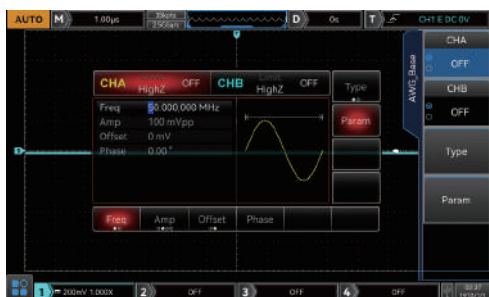 AUTO M 1.00μs 35kpts D 0s T CH1 E DC 0V
CHA
OFF
AWG_Base
CHB
OFF
Type
Param
CHA HighZ OFF CHB Limit HighZ OFF
Type
Param
Freq 50.000,000 MHz
Amp 100 mVpp
Offset 0 mV
Phase 0.00°
Freq Amp Offset Phase
1 200mV 1.000X 2 OFF 3 OFF 4 OFF